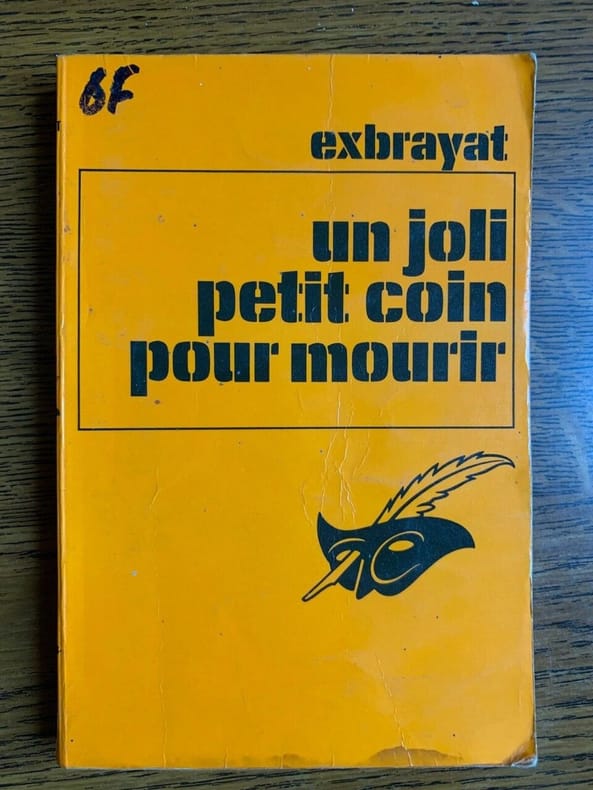 6F
exbrayat
un joli
petit coin
pour mourir